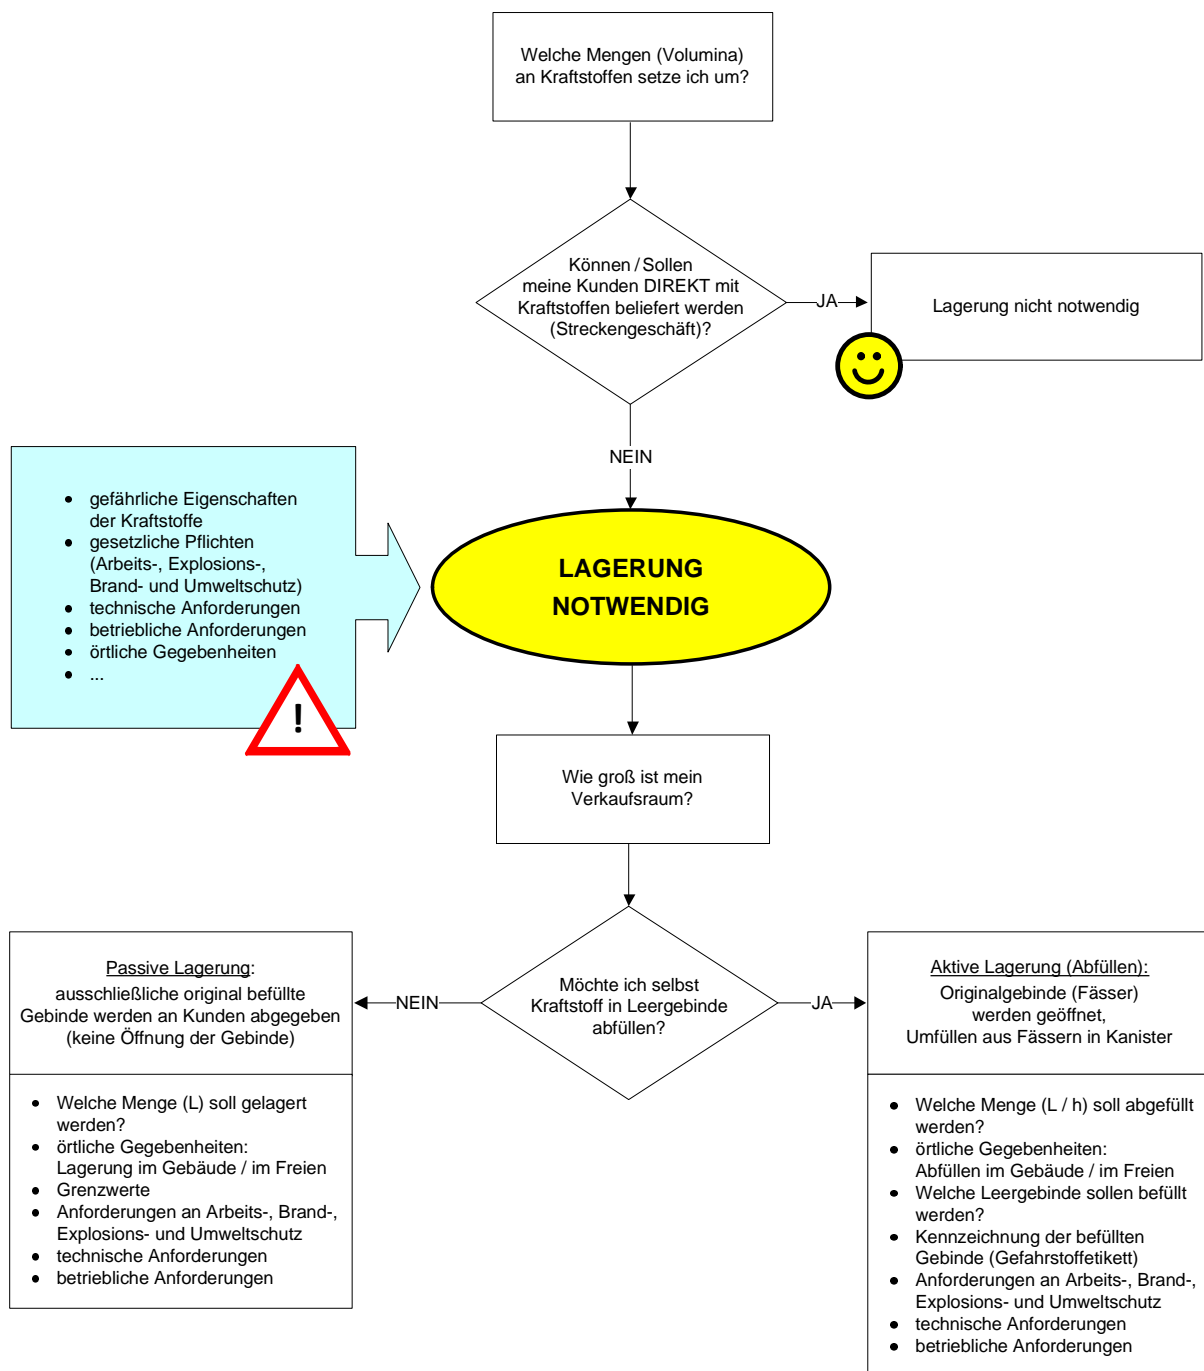 Welche Mengen (Volumina)
an Kraftstoffen setze ich um?
Können / Sollen
meine Kunden DIREKT mit
Kraftstoffen beliefert werden
(Streckengeschäft)?
JA
Lagerung nicht notwendig
NEIN
• gefährliche Eigenschaften
der Kraftstoffe
• gesetzliche Pflichten
(Arbeits-, Explosions-,
Brand- und Umweltschutz)
• technische Anforderungen
• betriebliche Anforderungen
• örtliche Gegebenheiten
• ...
!
LAGERUNG
NOTWENDIG
Wie groß ist mein
Verkaufsraum?
Möchte ich selbst
Kraftstoff in Leergebinde
abfüllen?
NEIN
JA
Passive Lagerung:
ausschließliche original befüllte
Gebinde werden an Kunden abgegeben
(keine Öffnung der Gebinde)
• Welche Menge (L) soll gelagert
werden?
• örtliche Gegebenheiten:
Lagerung im Gebäude / im Freien
• Grenzwerte
• Anforderungen an Arbeits-, Brand-,
Explosions- und Umweltschutz
• technische Anforderungen
• betriebliche Anforderungen
Aktive Lagerung (Abfüllen):
Originalgebinde (Fässer)
werden geöffnet,
Umfüllen aus Fässern in Kanister
• Welche Menge (L / h) soll abgefüllt
werden?
• örtliche Gegebenheiten:
Abfüllen im Gebäude / im Freien
• Welche Leergebinde sollen befüllt
werden?
• Kennzeichnung der befüllten
Gebinde (Gefahrstoffetikett)
• Anforderungen an Arbeits-, Brand-,
Explosions- und Umweltschutz
• technische Anforderungen
• betriebliche Anforderungen